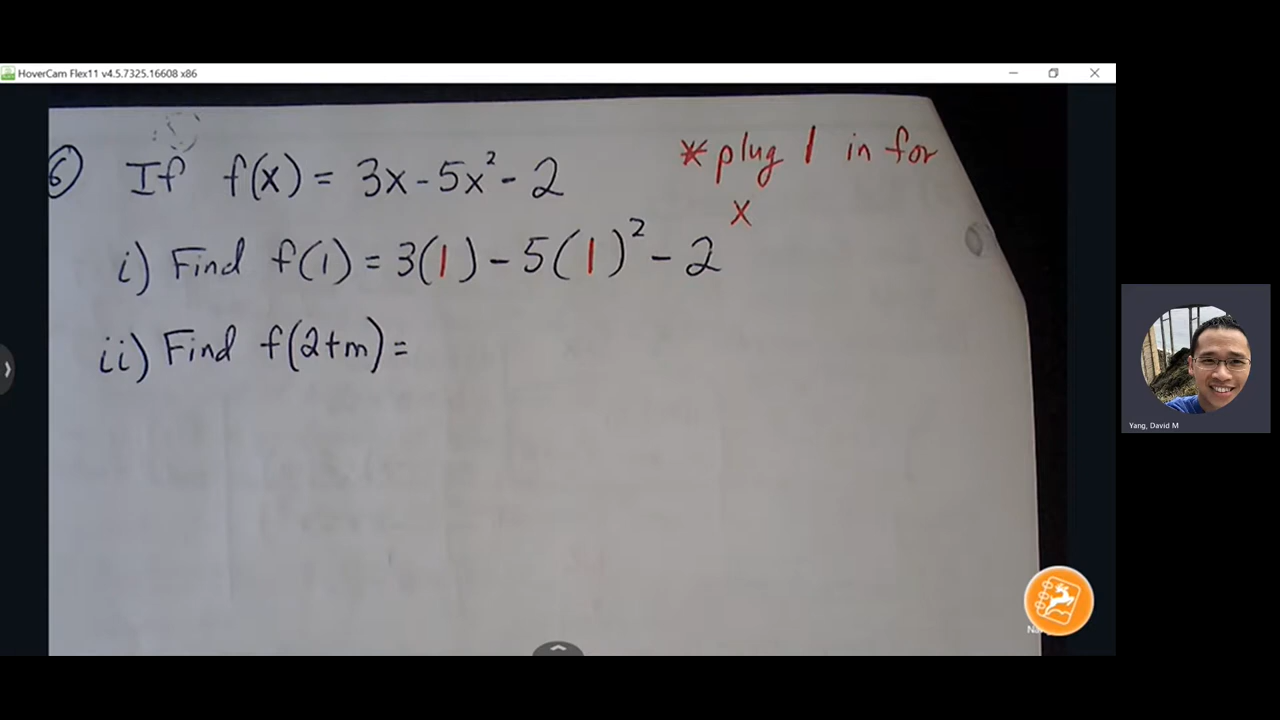 HoverCam Flex11 v4.5.7325.16608 x86
6 If f(x) = 3x - 5x² - 2
* plug 1 in for
x
i) Find f(1) = 3(1) - 5(1)² - 2
ii) Find f(2+m) =
Yang, David M